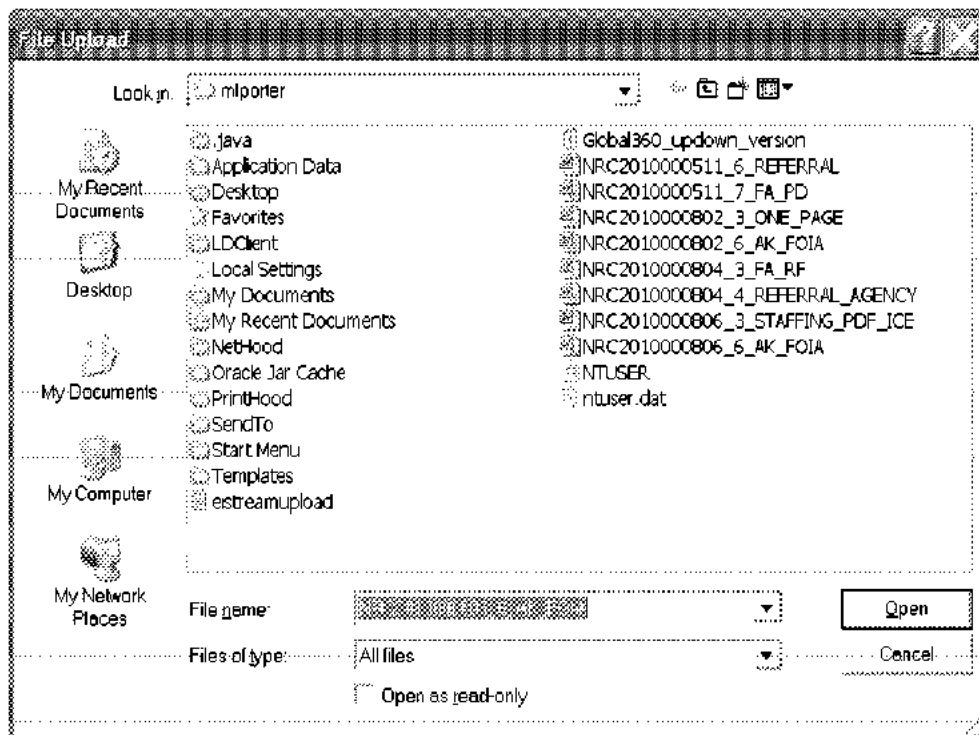 File Upload
Look in: mlporter
My Recent Documents
Desktop
My Documents
My Computer
My Network Places
.java
Application Data
Desktop
Favorites
LDClient
Local Settings
My Documents
My Recent Documents
NetHood
Oracle Jar Cache
PrintHood
SendTo
Start Menu
Templates
eistreamupload
Global360_updown_version
NRC2010000511_6_REFERRAL
NRC2010000511_7_FA_PD
NRC2010000802_3_ONE_PAGE
NRC2010000802_6_AK_FOIA
NRC2010000804_3_FA_RF
NRC2010000804_4_REFERRAL_AGENCY
NRC2010000806_3_STAFFING_PDF_ICE
NRC2010000806_6_AK_FOIA
NTUSER
ntuser.dat
File name:
Open
Files of type: All files
Cancel
Open as read-only